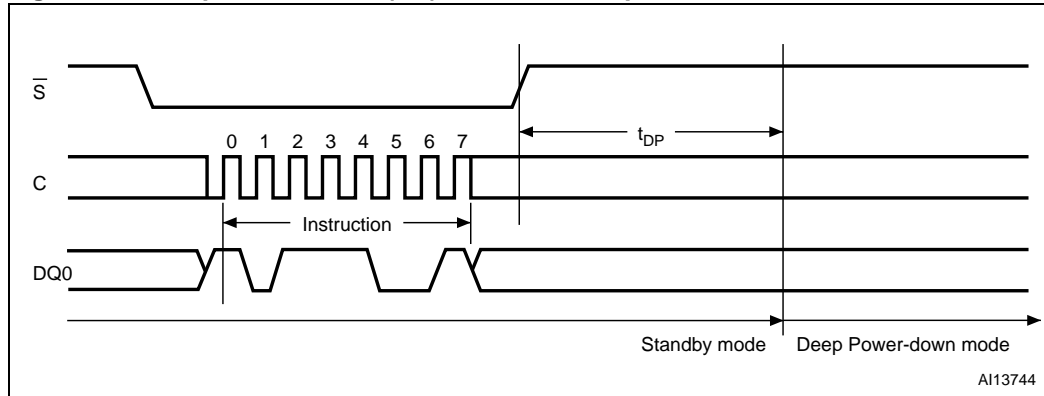 S
t_DP
0 1 2 3 4 5 6 7
C
Instruction
DQ0
Standby mode Deep Power-down mode
AI13744